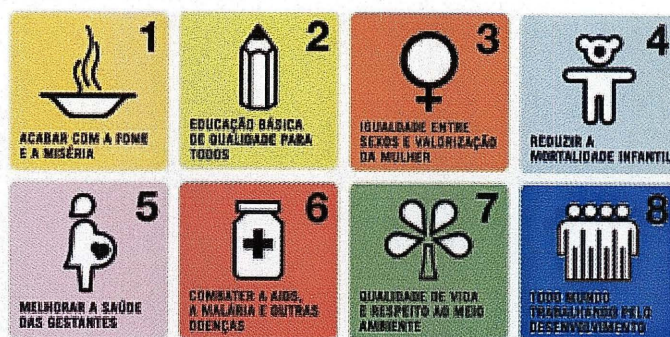 1
ACABAR COM A FOME
E A MISÉRIA
2
EDUCAÇÃO BÁSICA
DE QUALIDADE PARA
TODOS
3
IGUALDADE ENTRE
SEXOS E VALORIZAÇÃO
DA MULHER
4
REDUZIR A
MORTALIDADE INFANTIL
5
MELHORAR A SAÚDE
DAS GESTANTES
6
COMBATER A AIDS,
A MALÁRIA E OUTRAS
DOENÇAS
7
QUALIDADE DE VIDA
E RESPEITO AO MEIO
AMBIENTE
8
TODO MUNDO
TRABALHANDO PELO
DESENVOLVIMENTO